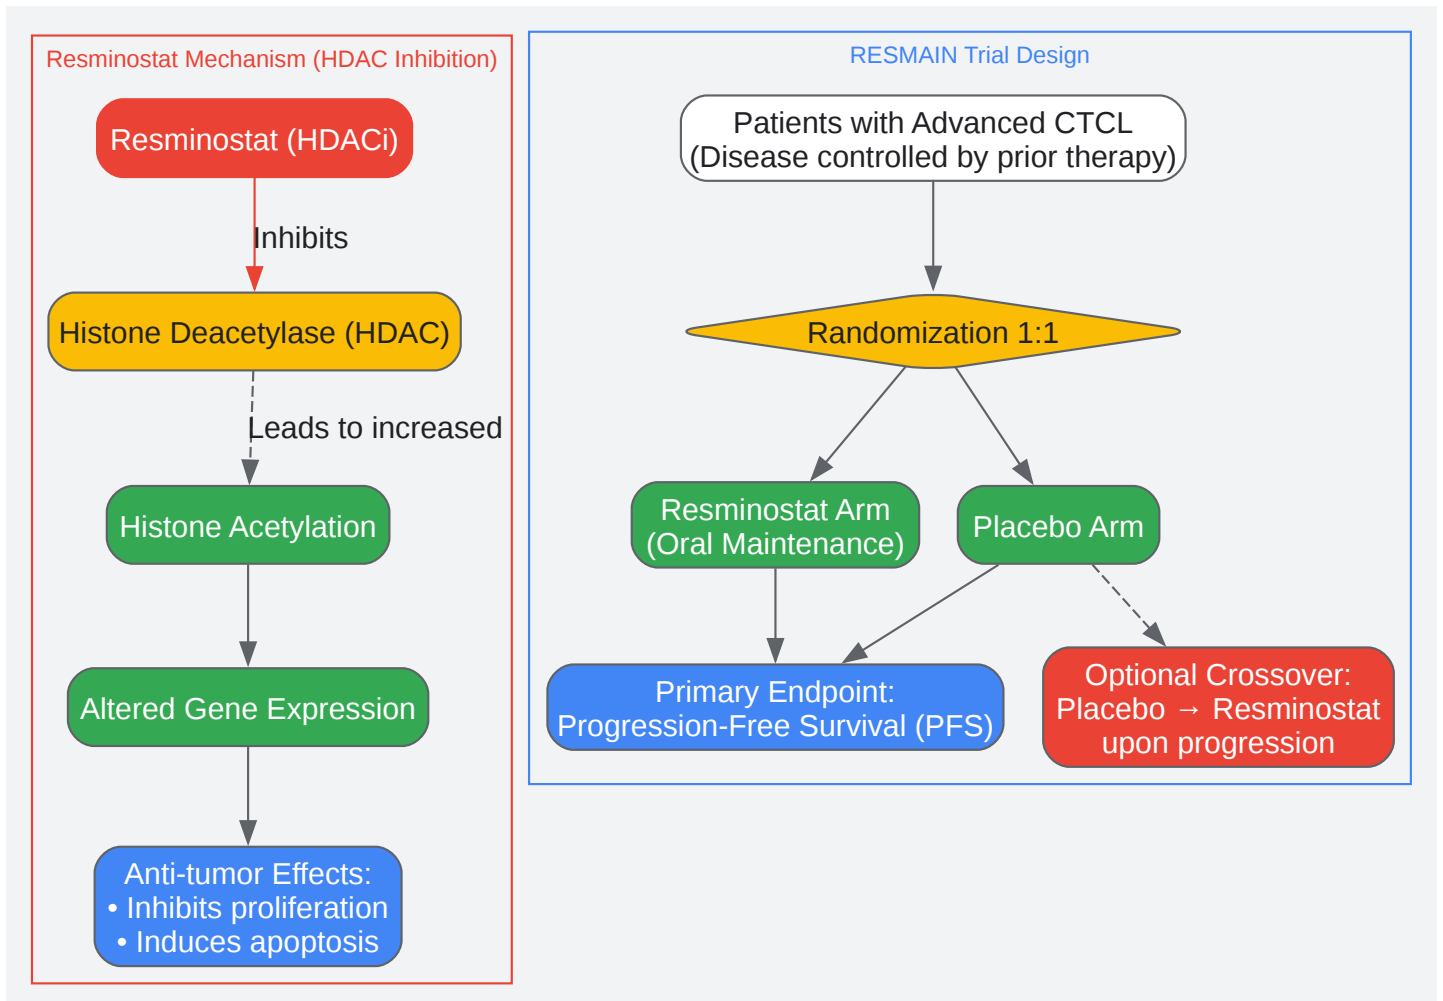 Resminostat Mechanism (HDAC Inhibition)
Resminostat (HDACi)
Inhibits
Histone Deacetylase (HDAC)
Leads to increased
Histone Acetylation
Altered Gene Expression
Anti-tumor Effects:
• Inhibits proliferation
• Induces apoptosis
RESMAIN Trial Design
Patients with Advanced CTCL
(Disease controlled by prior therapy)
Randomization 1:1
Resminostat Arm
(Oral Maintenance)
Placebo Arm
Primary Endpoint:
Progression-Free Survival (PFS)
Optional Crossover:
Placebo → Resminostat
upon progression